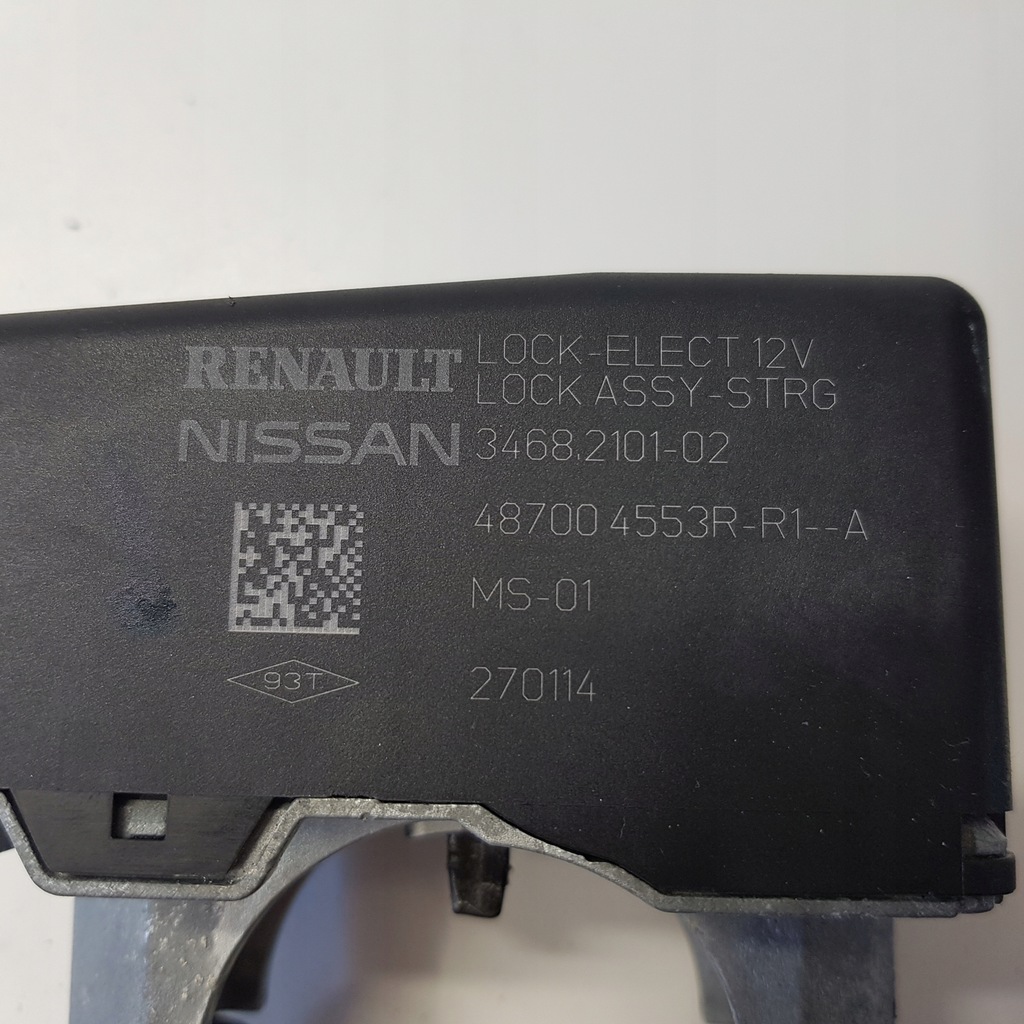 RENAULT LOCK-ELECT 12V
LOCK ASSY-STRG
NISSAN 3468.2101-02
48700 4553R-R1--A
MS-01
93T
270114